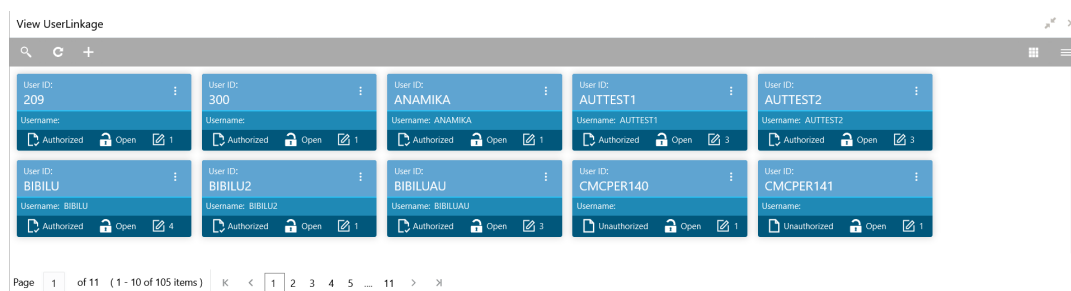 View UserLinkage
User ID: User ID: User ID: User ID: User ID:
209 300 ANAMIKA AUTTEST1 AUTTEST2
Username: Username: Username: ANAMIKA Username: AUTTEST1 Username: AUTTEST2
Authorized Open 1 Authorized Open 1 Authorized Open 1 Authorized Open 3 Authorized Open 3
User ID: User ID: User ID: User ID: User ID:
BIBILU BIBILU2 BIBILUAU CMCPER140 CMCPER141
Username: BIBILU Username: BIBILU2 Username: BIBILUAU Username: Username:
Authorized Open 4 Authorized Open 1 Authorized Open 3 Unauthorized Open 1 Unauthorized Open 1
Page 1 of 11 ( 1 - 10 of 105 items ) 1 2 3 4 5 .... 11